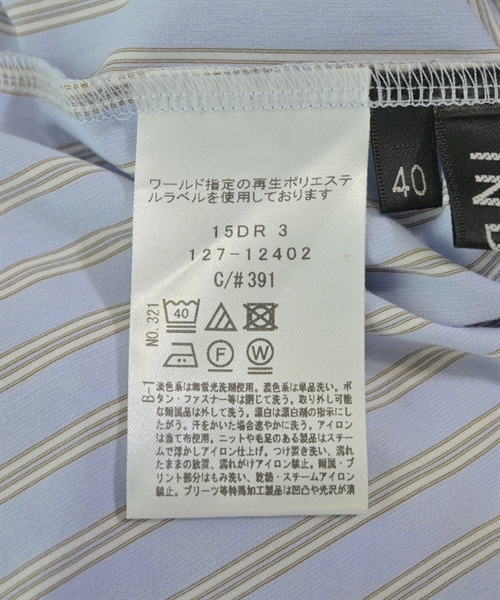 ワールド指定の再生ポリエステ
ルラベルを使用しております
15DR 3
127-12402
C/#391
NO.321
40
F
W
B-1
淡色系は無蛍光洗剤使用。濃色系は単品洗い。ボ
タン・ファスナー等は閉じて洗う。取り外し可能
な附属品は外して洗う。漂白は漂白剤の指示にし
たがう。汗をかいた場合速やかに洗う。アイロン
は当て布使用。ニットや毛足のある製品はスチーム
で浮かしアイロン仕上げ。つけ置き洗い、濡れ
たままの放置、濡れがけアイロン禁止。附属・プ
リント部分はもみ洗い、乾熱・スチームアイロン
禁止。プリーツ等特殊加工製品は凹凸や光沢が潰
40